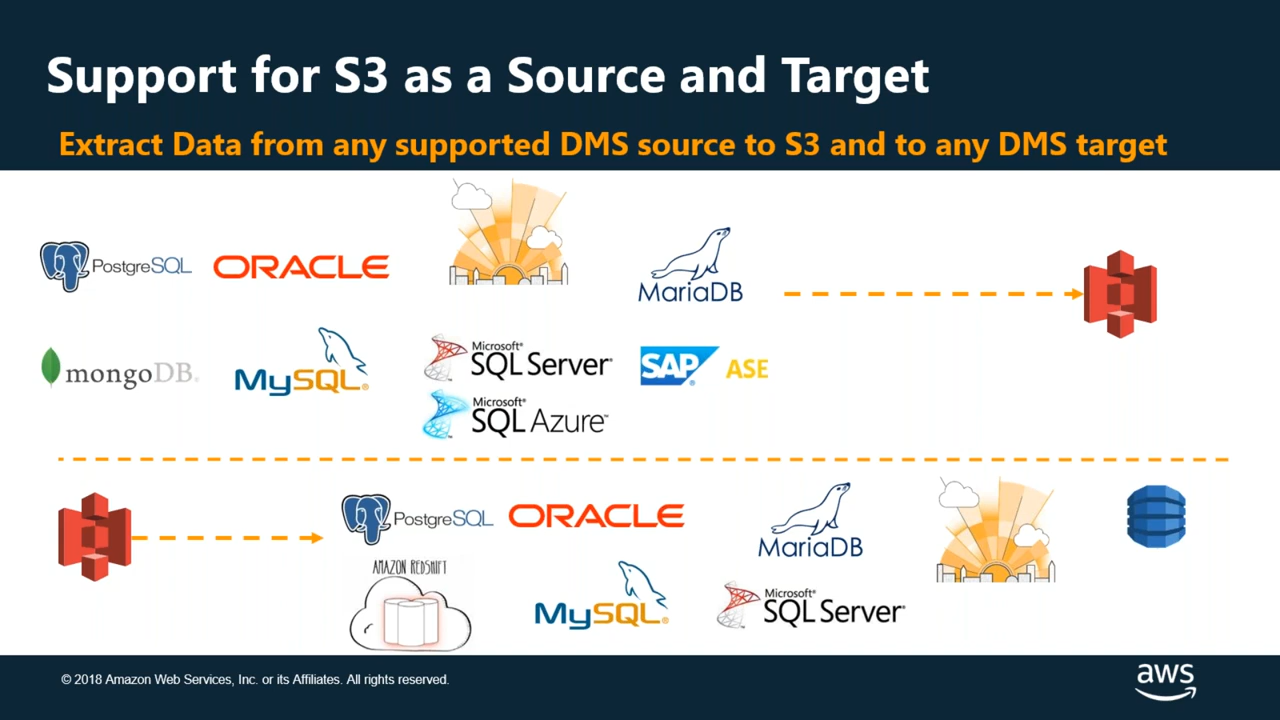 Support for S3 as a Source and Target
Extract Data from any supported DMS source to S3 and to any DMS target
PostgreSQL
ORACLE
MariaDB
mongoDB®
MySQL®
Microsoft®
SQL Server®
SAP® ASE
Microsoft®
SQL Azure™
PostgreSQL
ORACLE
MariaDB
AMAZON REDSHIFT
MySQL®
Microsoft®
SQL Server®
© 2018 Amazon Web Services, Inc. or its Affiliates. All rights reserved.
aws